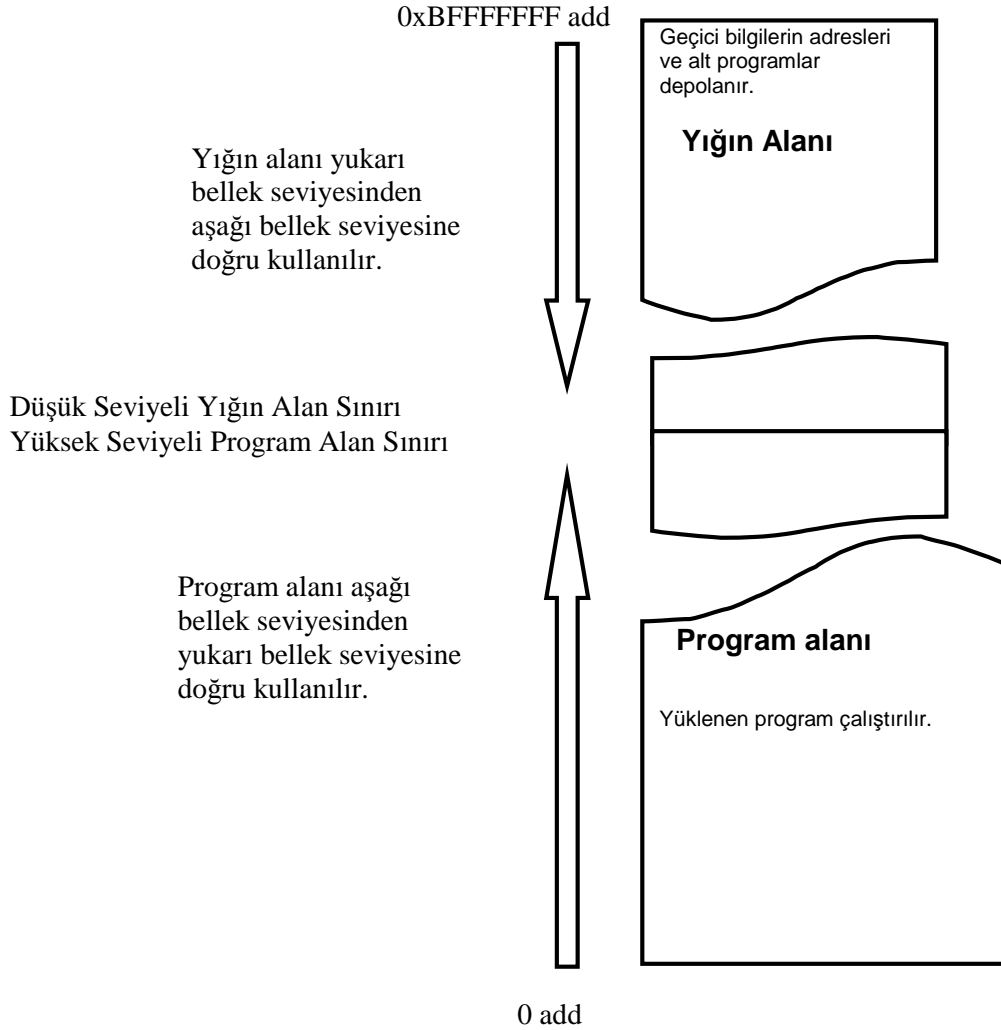 0xBFFFFFFF add
Geçici bilgilerin adresleri
ve alt programlar
depolanır.
Yığın Alanı
Yığın alanı yukarı
bellek seviyesinden
aşağı bellek seviyesine
doğru kullanılır.
Düşük Seviyeli Yığın Alan Sınırı
Yüksek Seviyeli Program Alan Sınırı
Program alanı aşağı
bellek seviyesinden
yukarı bellek seviyesine
doğru kullanılır.
Program alanı
Yüklenen program çalıştırılır.
0 add